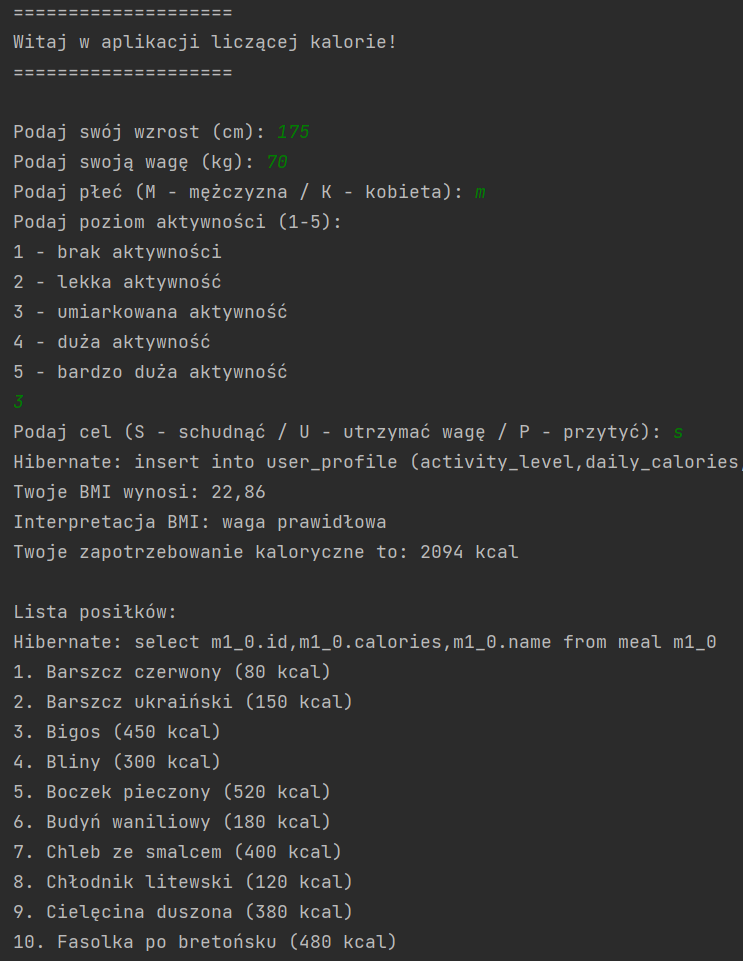 ====================
Witaj w aplikacji liczącej kalorie!
====================
Podaj swój wzrost (cm): 175
Podaj swoją wagę (kg): 70
Podaj płeć (M - mężczyzna / K - kobieta): m
Podaj poziom aktywności (1-5):
1 - brak aktywności
2 - lekka aktywność
3 - umiarkowana aktywność
4 - duża aktywność
5 - bardzo duża aktywność
3
Podaj cel (S - schudnąć / U - utrzymać wagę / P - przytyć): s
Hibernate: insert into user_profile (activity_level,daily_calories,
Twoje BMI wynosi: 22,86
Interpretacja BMI: waga prawidłowa
Twoje zapotrzebowanie kaloryczne to: 2094 kcal
Lista posiłków:
Hibernate: select m1_0.id,m1_0.calories,m1_0.name from meal m1_0
1. Barszcz czerwony (80 kcal)
2. Barszcz ukraiński (150 kcal)
3. Bigos (450 kcal)
4. Bliny (300 kcal)
5. Boczek pieczony (520 kcal)
6. Budyń waniliowy (180 kcal)
7. Chleb ze smalcem (400 kcal)
8. Chłodnik litewski (120 kcal)
9. Cielęcina duszona (380 kcal)
10. Fasolka po bretońsku (480 kcal)